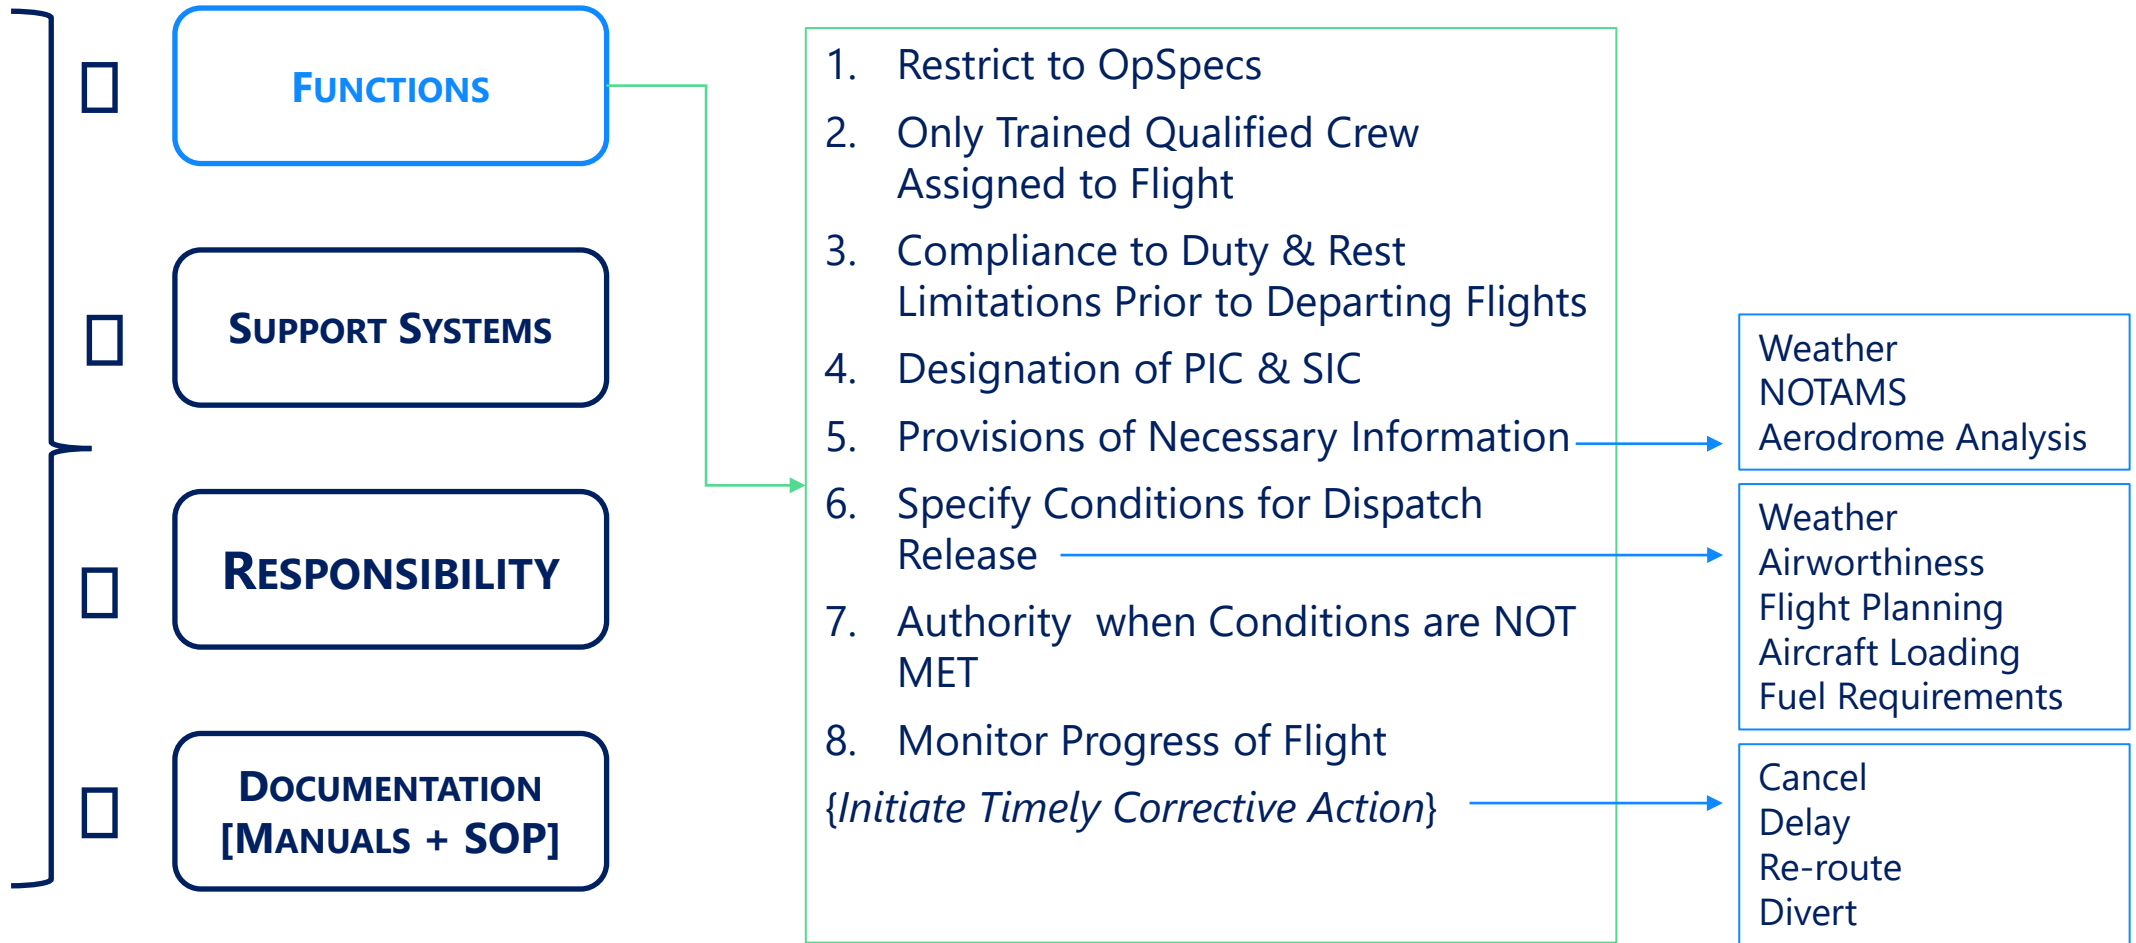 FUNCTIONS
SUPPORT SYSTEMS
RESPONSIBILITY
DOCUMENTATION
[MANUALS + SOP]
1. Restrict to OpSpecs
2. Only Trained Qualified Crew
Assigned to Flight
3. Compliance to Duty & Rest
Limitations Prior to Departing Flights
4. Designation of PIC & SIC
5. Provisions of Necessary Information
6. Specify Conditions for Dispatch
Release
7. Authority  when Conditions are NOT
MET
8. Monitor Progress of Flight
{Initiate Timely Corrective Action}
Weather
NOTAMS
Aerodrome Analysis
Weather
Airworthiness
Flight Planning
Aircraft Loading
Fuel Requirements
Cancel
Delay
Re-route
Divert